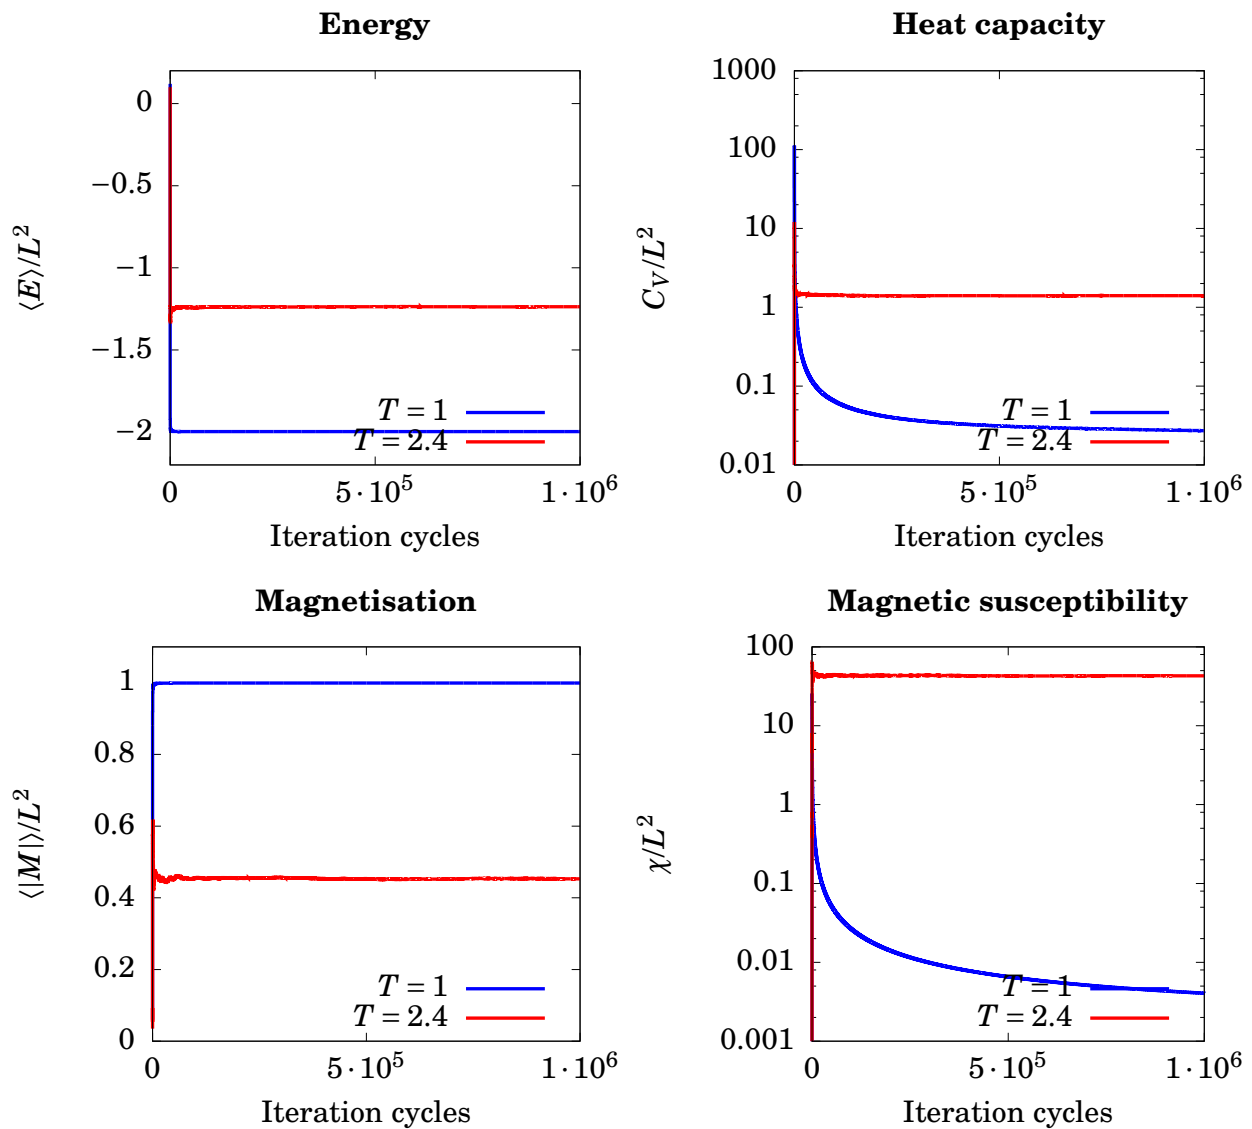 Energy
⟨E⟩/L²
0
−0.5
−1
−1.5
−2
T = 1
T = 2.4
0
5·10⁵
1·10⁶
Iteration cycles
Heat capacity
C_V/L²
1000
100
10
1
0.1
0.01
T = 1
T = 2.4
0
5·10⁵
1·10⁶
Iteration cycles
Magnetisation
⟨|M|⟩/L²
1
0.8
0.6
0.4
0.2
0
T = 1
T = 2.4
0
5·10⁵
1·10⁶
Iteration cycles
Magnetic susceptibility
χ/L²
100
10
1
0.1
0.01
0.001
T = 1
T = 2.4
0
5·10⁵
1·10⁶
Iteration cycles